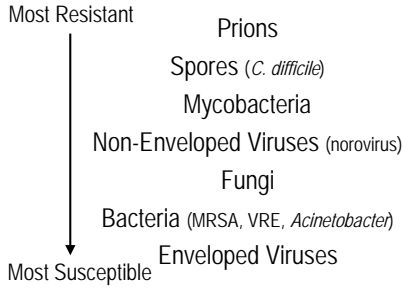 Most Resistant
Prions
Spores (C. difficile)
Mycobacteria
Non-Enveloped Viruses (norovirus)
Fungi
Bacteria (MRSA, VRE, Acinetobacter)
Enveloped Viruses
Most Susceptible